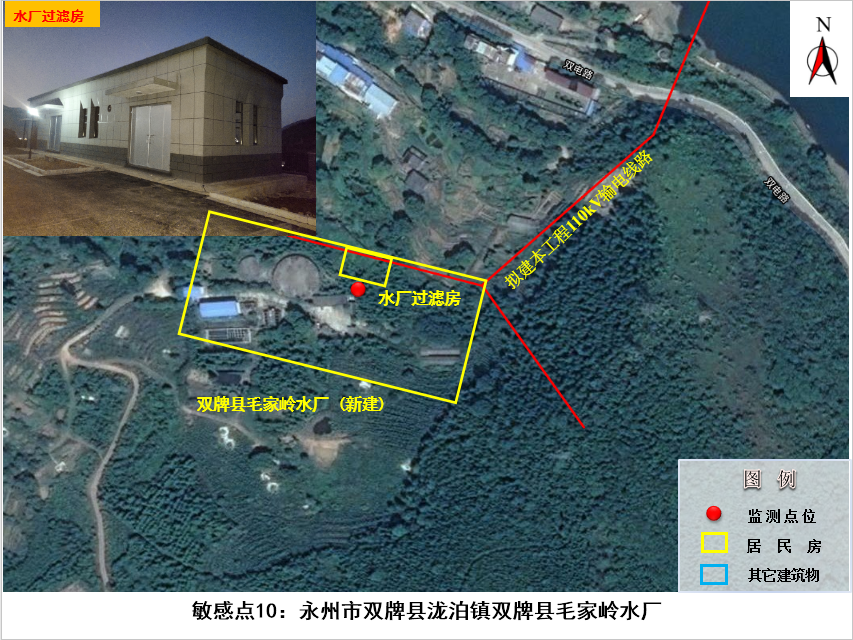 水厂过滤房
N
双电路
双电路
拟建本工程110kV输电线路
水厂过滤房
双牌县毛家岭水厂 (新建)
图 例
监测点位
居 民 房
其它建筑物
敏感点10：永州市双牌县泷泊镇双牌县毛家岭水厂